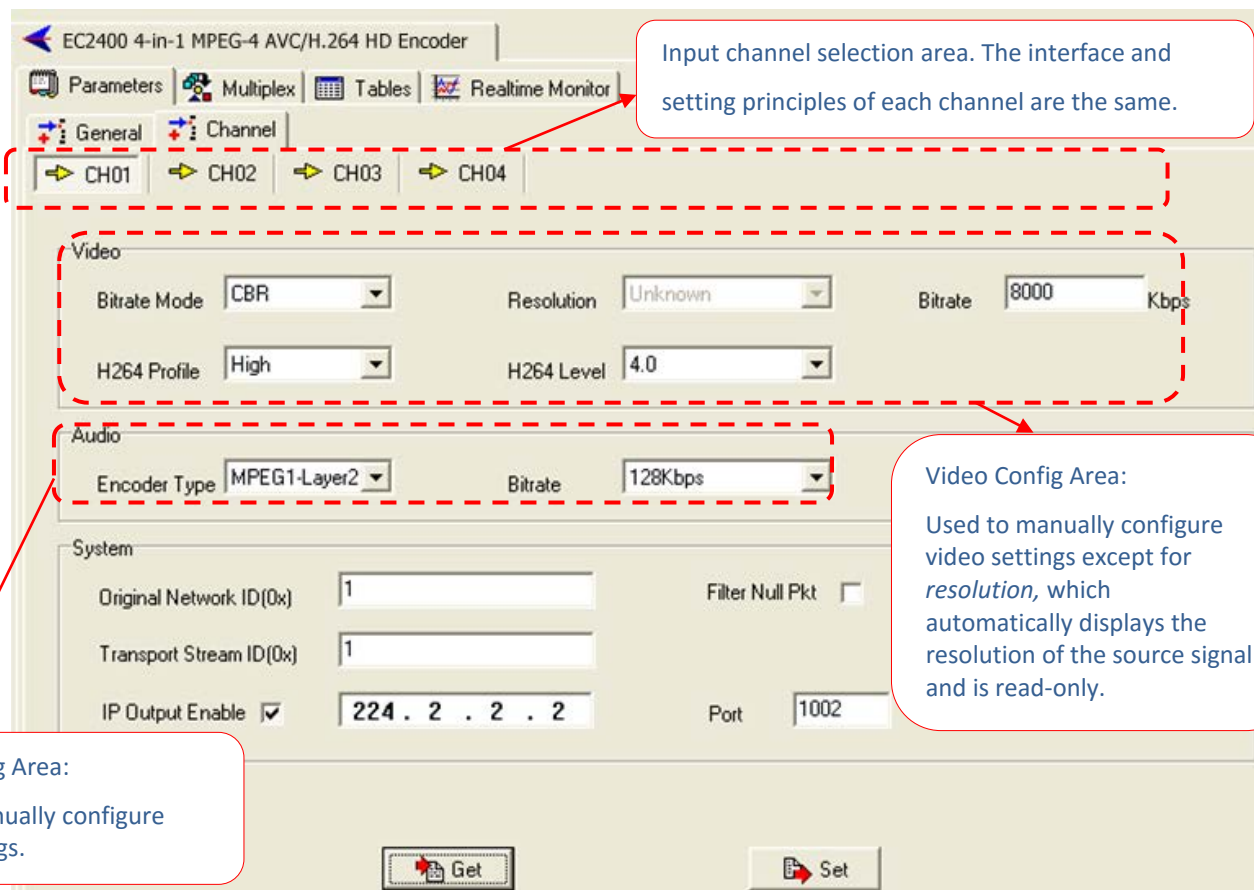 EC2400 4-in-1 MPEG-4 AVC/H.264 HD Encoder
Input channel selection area. The interface and
setting principles of each channel are the same.
Parameters Multiplex Tables Realtime Monitor
General Channel
CH01 CH02 CH03 CH04
Video
Bitrate Mode CBR Resolution Unknown Bitrate 8000 Kbps
H264 Profile High H264 Level 4.0
Audio
Encoder Type MPEG1-Layer2 Bitrate 128Kbps
Video Config Area:
Used to manually configure
video settings except for
resolution, which
automatically displays the
resolution of the source signal
and is read-only.
System
Original Network ID(0x) 1 Filter Null Pkt
Transport Stream ID(0x) 1
IP Output Enable 224 . 2 . 2 . 2 Port 1002
Area:
configure
Get Set